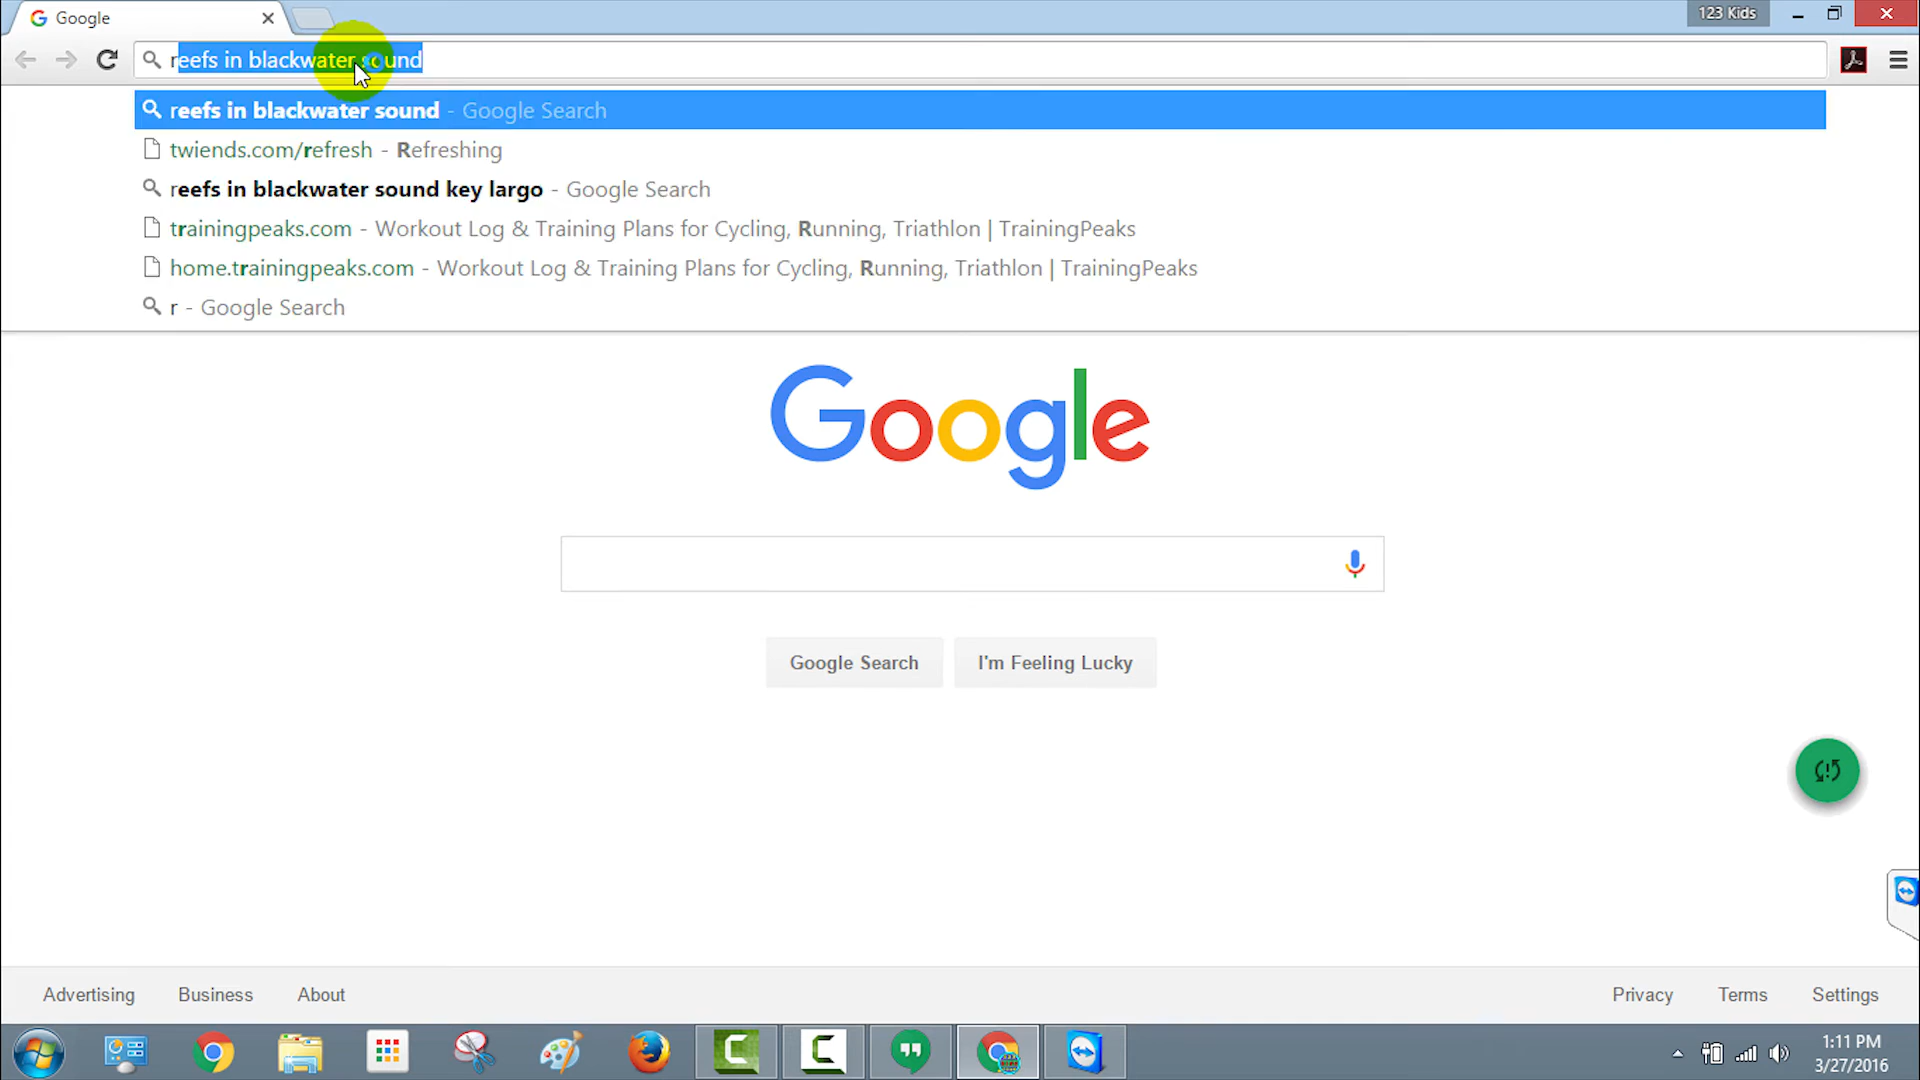 Google
123 Kids
reefs in blackwater sound
reefs in blackwater sound - Google Search
twiends.com/refresh - Refreshing
reefs in blackwater sound key largo - Google Search
trainingpeaks.com - Workout Log & Training Plans for Cycling, Running, Triathlon | TrainingPeaks
home.trainingpeaks.com - Workout Log & Training Plans for Cycling, Running, Triathlon | TrainingPeaks
r - Google Search
Google
Google Search I'm Feeling Lucky
Advertising Business About Privacy Terms Settings
1:11 PM
3/27/2016